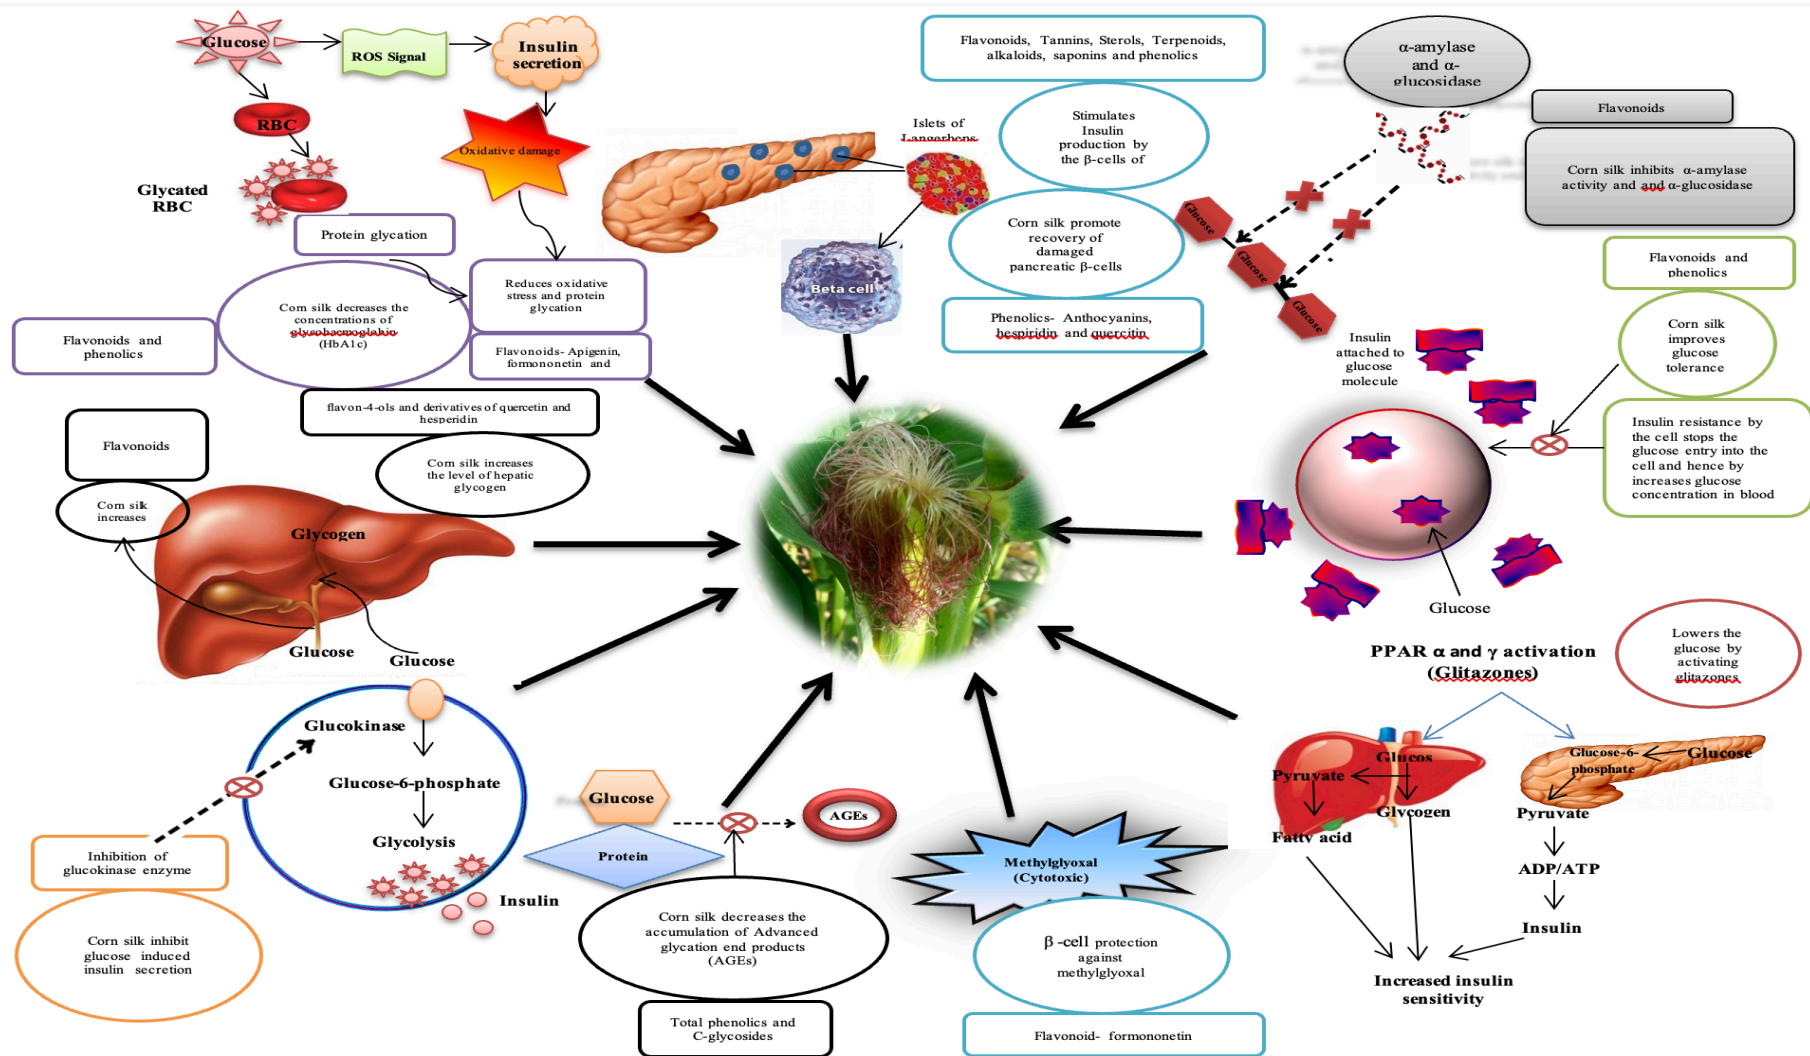 Glucose
ROS Signal
Insulin
secretion
RBC
Oxidative damage
Glycated
RBC
Protein glycation
Corn silk decreases the
concentrations of
glysohaemoglahin
(HbA1c)
Reduces oxidative
stress and protein
glycation
Flavonoids and
phenolics
Flavonoids- Apigenin,
formononetin and
Flavonoids, Tannins, Sterols, Terpenoids,
alkaloids, saponins and phenolics
Stimulates
Insulin
production by
the β-cells of
Islets of
Langerhens
Corn silk promote
recovery of
damaged
pancreatic β-cells
Beta cell
Phenolics- Anthocyanins,
hespiridin and quercitin
α-amylase
and α-
glucosidase
Flavonoids
Corn silk inhibits α-amylase
activity and and α-glucosidase
Glucose
Glucose
Glucose
Flavonoids and
phenolics
Corn silk
improves
glucose
tolerance
Insulin
attached to
glucose
molecule
Insulin resistance by
the cell stops the
glucose entry into the
cell and hence by
increases glucose
concentration in blood
Glucose
flavon-4-ols and derivatives of quercetin and
hesperidin
Flavonoids
Corn silk increases
the level of hepatic
glycogen
Corn silk
increases
Glycogen
Glucose
Glucose
PPAR α and γ activation
(Glitazones)
Lowers the
glucose by
activating
glitazones
Glucos
Pyruvate
Glycogen
Fatty acid
Glucose-6-
phosphate
Glucose
Pyruvate
ADP/ATP
Insulin
Increased insulin
sensitivity
Glucokinase
Glucose-6-phosphate
Glycolysis
Insulin
Inhibition of
glucokinase enzyme
Corn silk inhibit
glucose induced
insulin secretion
Glucose
Protein
AGEs
Corn silk decreases the
accumulation of Advanced
glycation end products
(AGEs)
Total phenolics and
C-glycosides
Methylglyoxal
(Cytotoxic)
β -cell protection
against
methylglyoxal
Flavonoid- formononetin